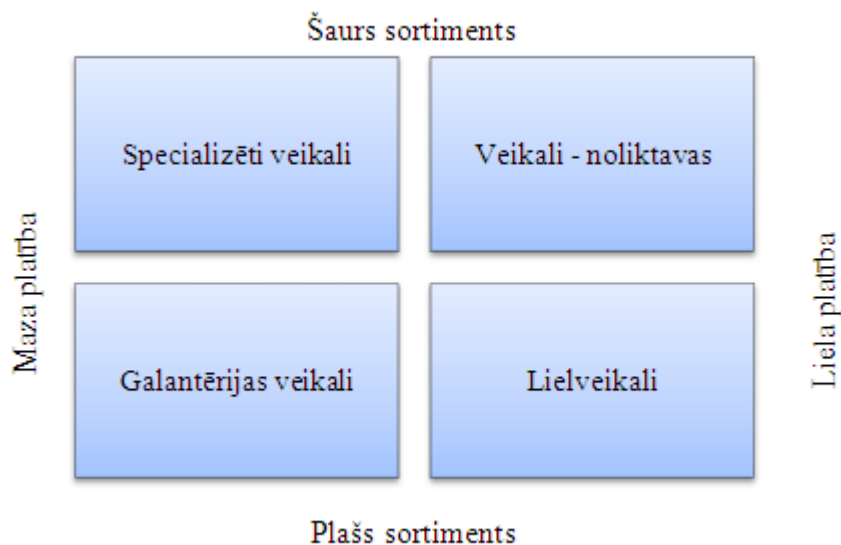 Šaurs sortiments
Specializēti veikali
Veikali - noliktavas
Maza platība
Liela platība
Galantērijas veikali
Lielveikali
Plašs sortiments